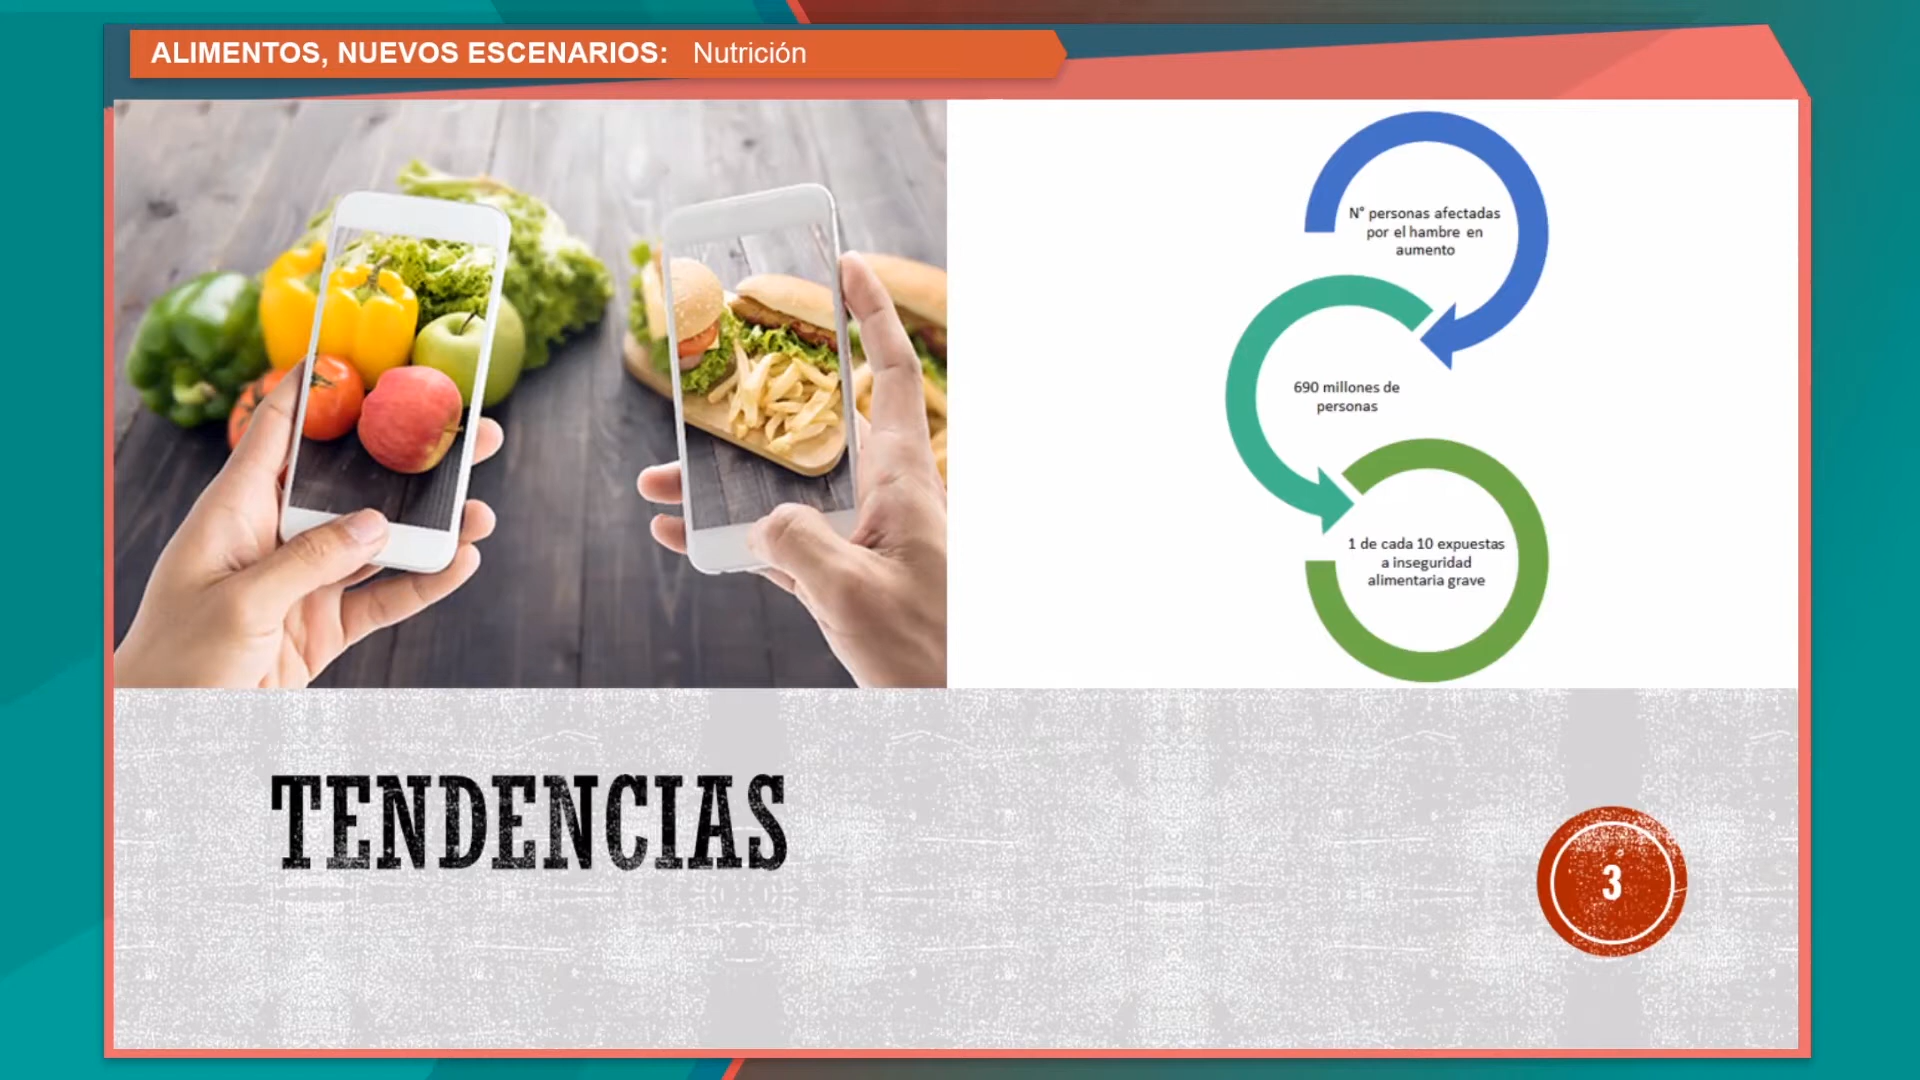 ALIMENTOS, NUEVOS ESCENARIOS: Nutrición
N° personas afectadas
por el hambre en
aumento
690 millones de
personas
1 de cada 10 expuestas
a inseguridad
alimentaria grave
TENDENCIAS
3